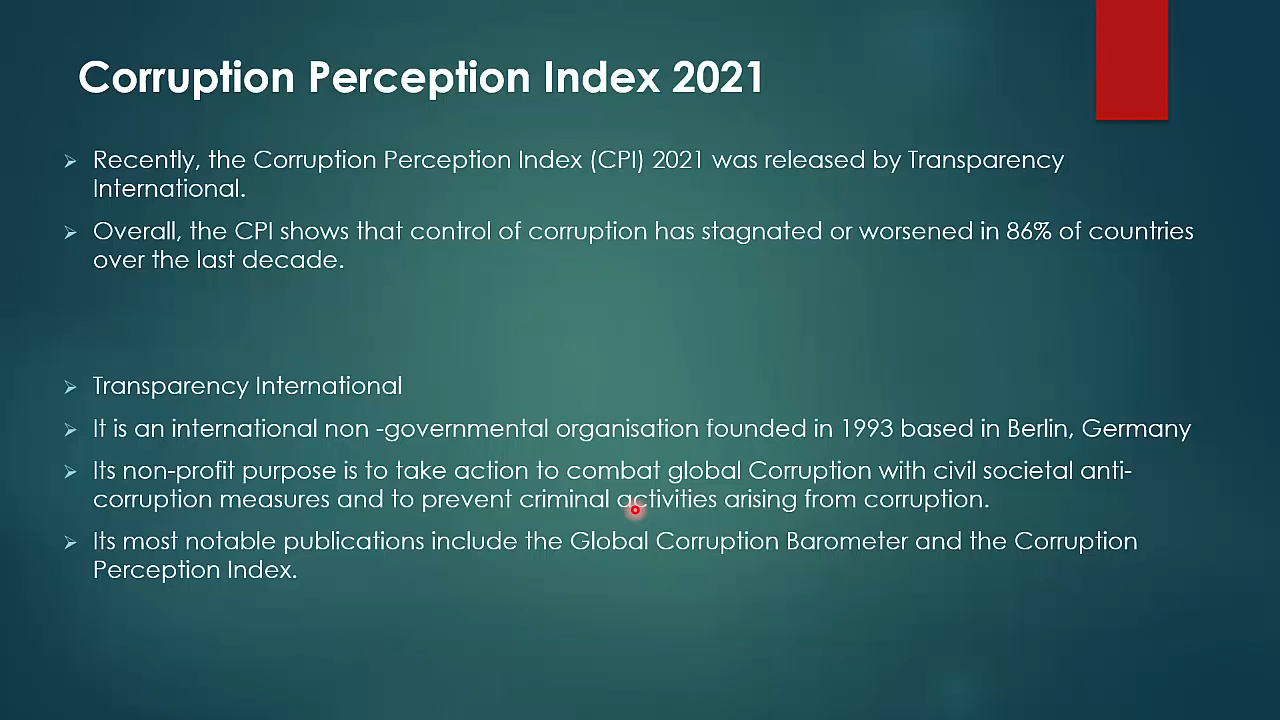 Corruption Perception Index 2021
Recently, the Corruption Perception Index (CPI) 2021 was released by Transparency
International.
Overall, the CPI shows that control of corruption has stagnated or worsened in 86% of countries
over the last decade.
Transparency International
It is an international non -governmental organisation founded in 1993 based in Berlin, Germany
Its non-profit purpose is to take action to combat global Corruption with civil societal anti-
corruption measures and to prevent criminal activities arising from corruption.
Its most notable publications include the Global Corruption Barometer and the Corruption
Perception Index.